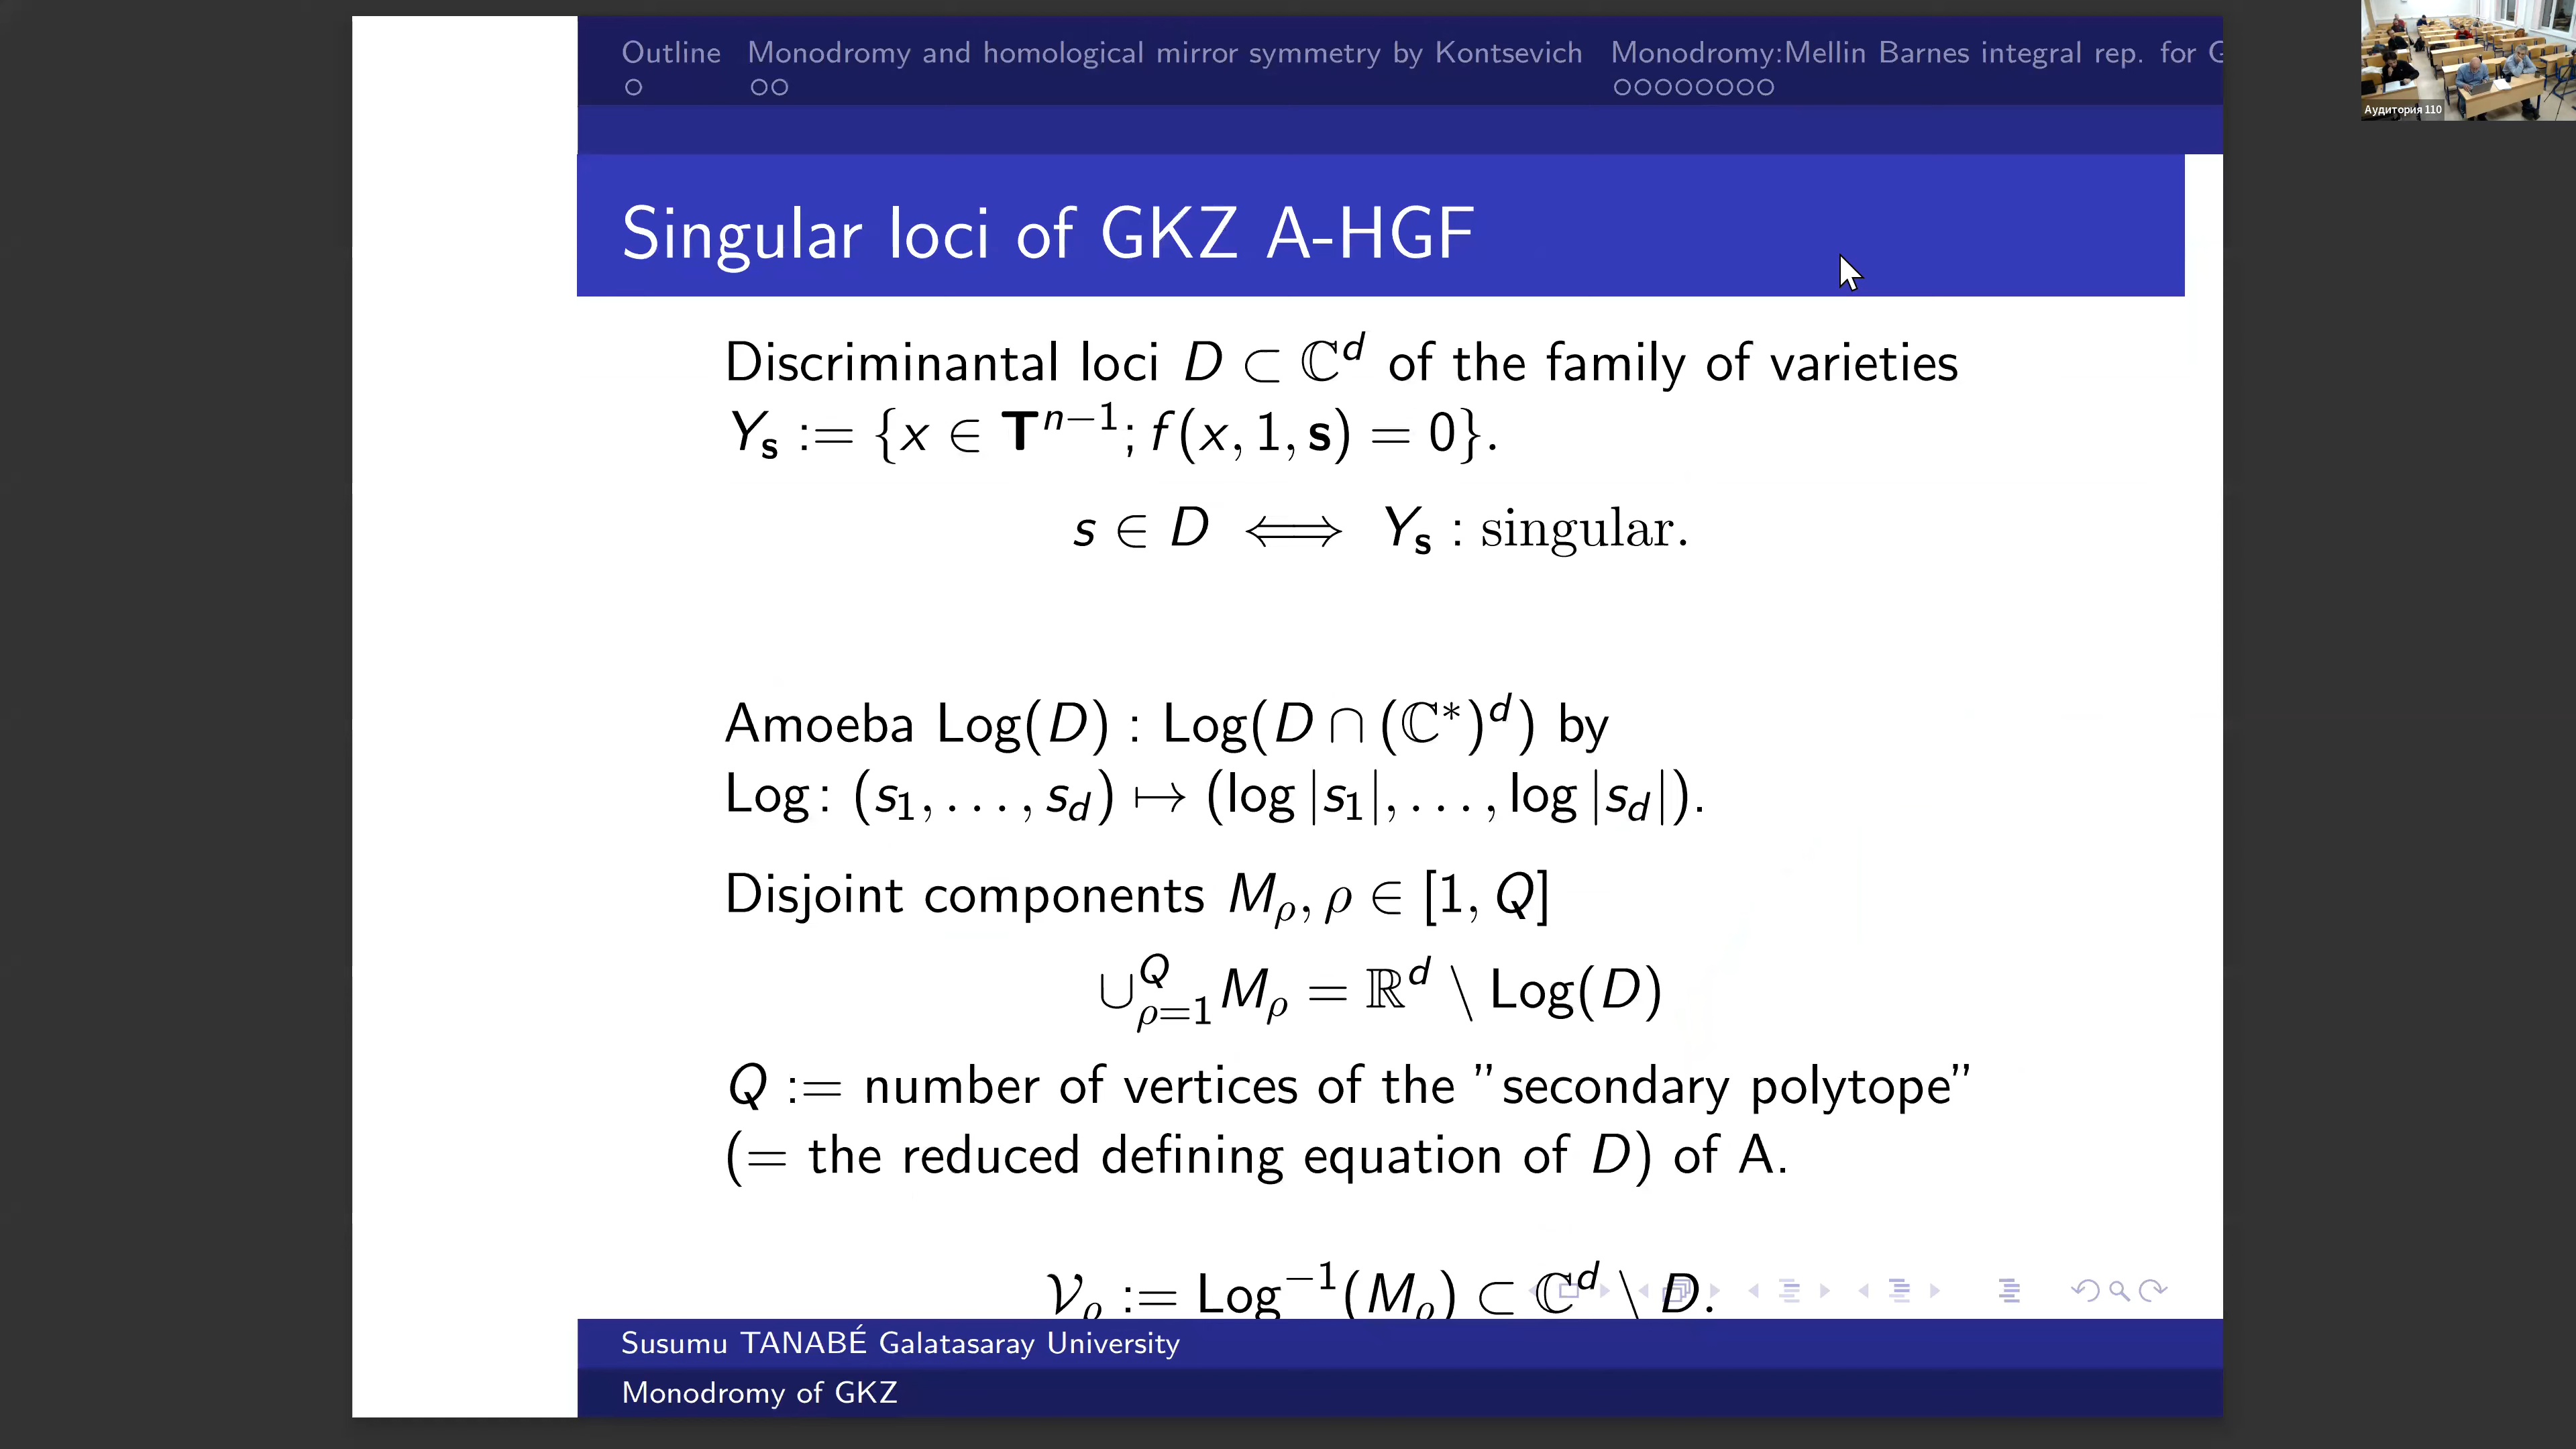 Outline Monodromy and homological mirror symmetry by Kontsevich Monodromy:Mellin Barnes integral rep. for G
Аудитория 110
Singular loci of GKZ A-HGF
Discriminantal loci D ⊂ ℂ^d of the family of varieties
Y_s := {x ∈ T^{n−1}; f(x, 1, s) = 0}.
s ∈ D ⟺ Y_s : singular.
Amoeba Log(D) : Log(D ∩ (ℂ*)^d) by
Log : (s_1, . . . , s_d) ↦ (log |s_1|, . . . , log |s_d|).
Disjoint components M_ρ, ρ ∈ [1, Q]
∪_{ρ=1}^Q M_ρ = ℝ^d \ Log(D)
Q := number of vertices of the ”secondary polytope”
(= the reduced defining equation of D) of A.
𝒱_ρ := Log^{−1}(M_ρ) ⊂ ℂ^d \ D.
Susumu TANABÉ Galatasaray University
Monodromy of GKZ